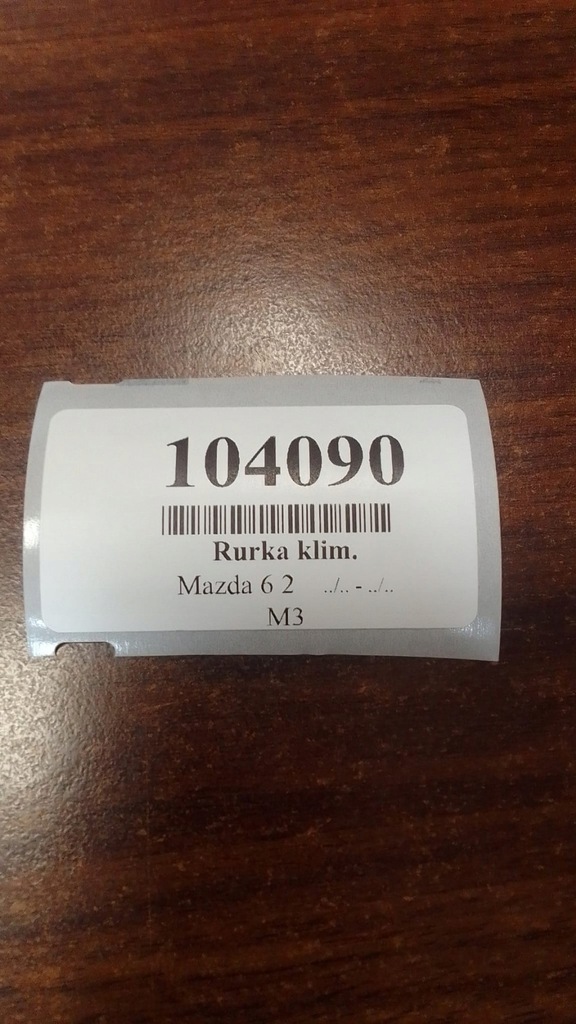 104090
Rurka klim.
Mazda 6 2 ../.. - ../..
M3